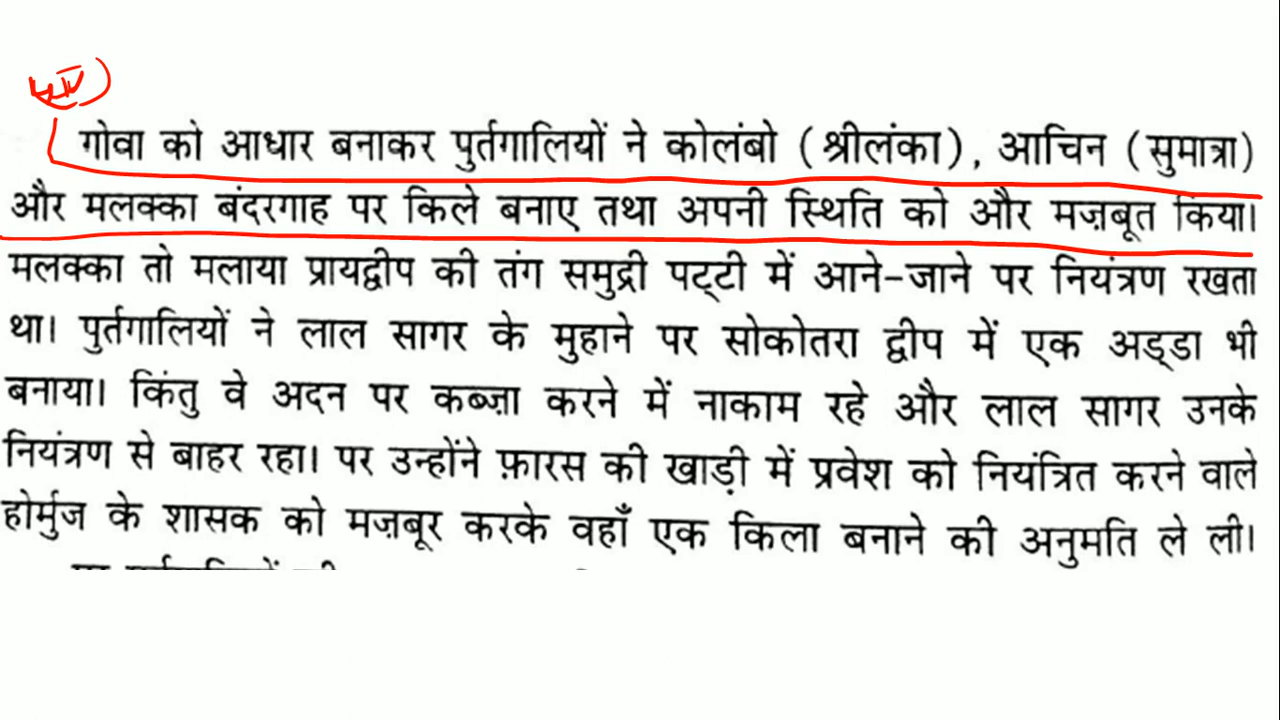 गोवा को आधार बनाकर पुर्तगालियों ने कोलंबो (श्रीलंका), आचिन (सुमात्रा)
और मलक्का बंदरगाह पर किले बनाए तथा अपनी स्थिति को और मज़बूत किया।
मलक्का तो मलाया प्रायद्वीप की तंग समुद्री पट्टी में आने-जाने पर नियंत्रण रखता
था। पुर्तगालियों ने लाल सागर के मुहाने पर सोकोतरा द्वीप में एक अड्डा भी
बनाया। किंतु वे अदन पर कब्ज़ा करने में नाकाम रहे और लाल सागर उनके
नियंत्रण से बाहर रहा। पर उन्होंने फ़ारस की खाड़ी में प्रवेश को नियंत्रित करने वाले
होर्मुज के शासक को मज़बूर करके वहाँ एक किला बनाने की अनुमति ले ली।